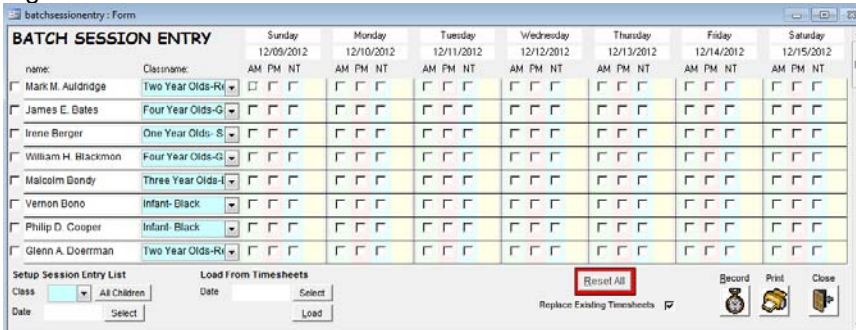 batchsessionentry : Form
BATCH SESSION ENTRY Sunday Monday Tuesday Wednesday Thursday Friday Saturday
12/09/2012 12/10/2012 12/11/2012 12/12/2012 12/13/2012 12/14/2012 12/15/2012
name: Classname: AM PM NT AM PM NT AM PM NT AM PM NT AM PM NT AM PM NT AM PM NT
Mark M. Auldridge Two Year Olds-Re
James E. Bates Four Year Olds-G
Irene Berger One Year Olds- S
William H. Blackmon Four Year Olds-G
Malcolm Bondy Three Year Olds-
Vernon Bono Infant- Black
Philip D. Cooper Infant- Black
Glenn A. Doerrman Two Year Olds-Re
Setup Session Entry List Load From Timesheets Reset All Record Print Close
Class All Children Date Select
Replace Existing Timesheets
Date Select Load